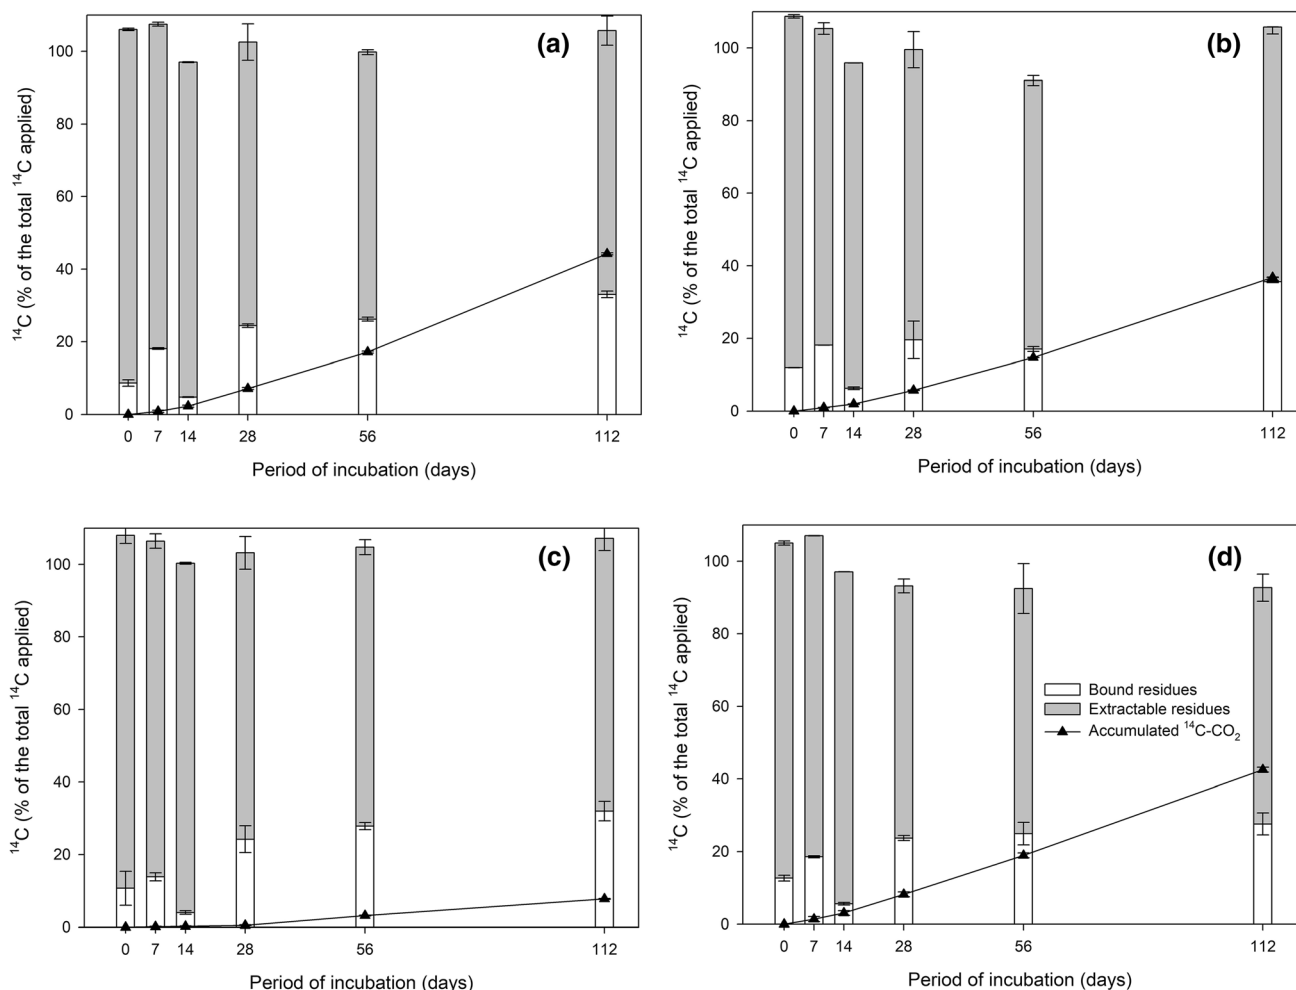 (a)
100
80
60
40
20
0
¹⁴C (% of the total ¹⁴C applied)
0 7 14 28 56 112
Period of incubation (days)
(b)
100
80
60
40
20
0
¹⁴C (% of the total ¹⁴C applied)
0 7 14 28 56 112
Period of incubation (days)
(c)
100
80
60
40
20
0
¹⁴C (% of the total ¹⁴C applied)
0 7 14 28 56 112
Period of incubation (days)
(d)
100
80
60
40
20
0
¹⁴C (% of the total ¹⁴C applied)
Bound residues
Extractable residues
Accumulated ¹⁴C-CO₂
0 7 14 28 56 112
Period of incubation (days)